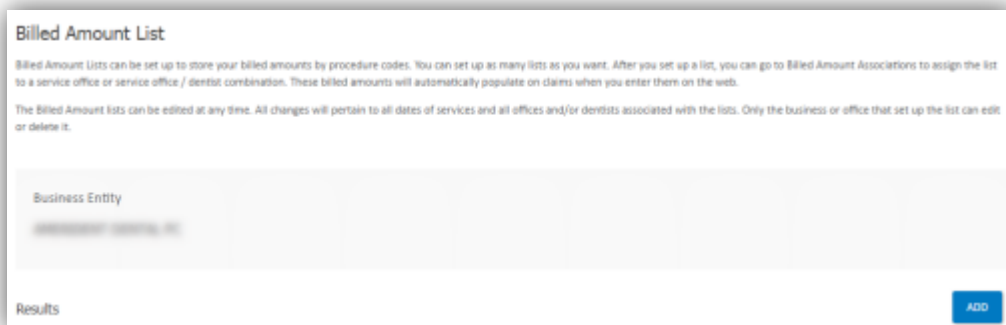 Billed Amount List
Billed Amount Lists can be set up to store your billed amounts by procedure codes. You can set up as many lists as you want. After you set up a list, you can go to Billed Amount Associations to assign the list
to a service office or service office / dentist combination. These billed amounts will automatically populate on claims when you enter them on the web.
The Billed Amount lists can be edited at any time. All changes will pertain to all dates of services and all offices and/or dentists associated with the lists. Only the business or office that set up the list can edit
or delete it.
Business Entity
Results
ADD